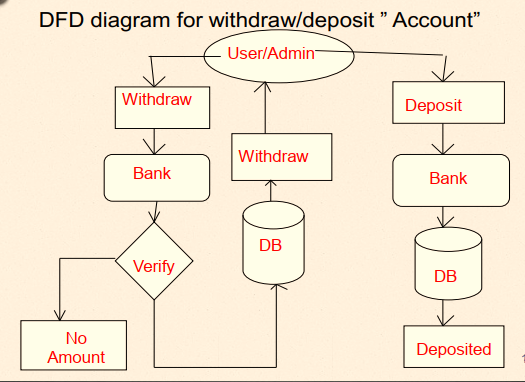 DFD diagram for withdraw/deposit ” Account”
User/Admin
Withdraw
Deposit
Withdraw
Bank
Bank
DB
Verify
DB
No
Amount
Deposited
1